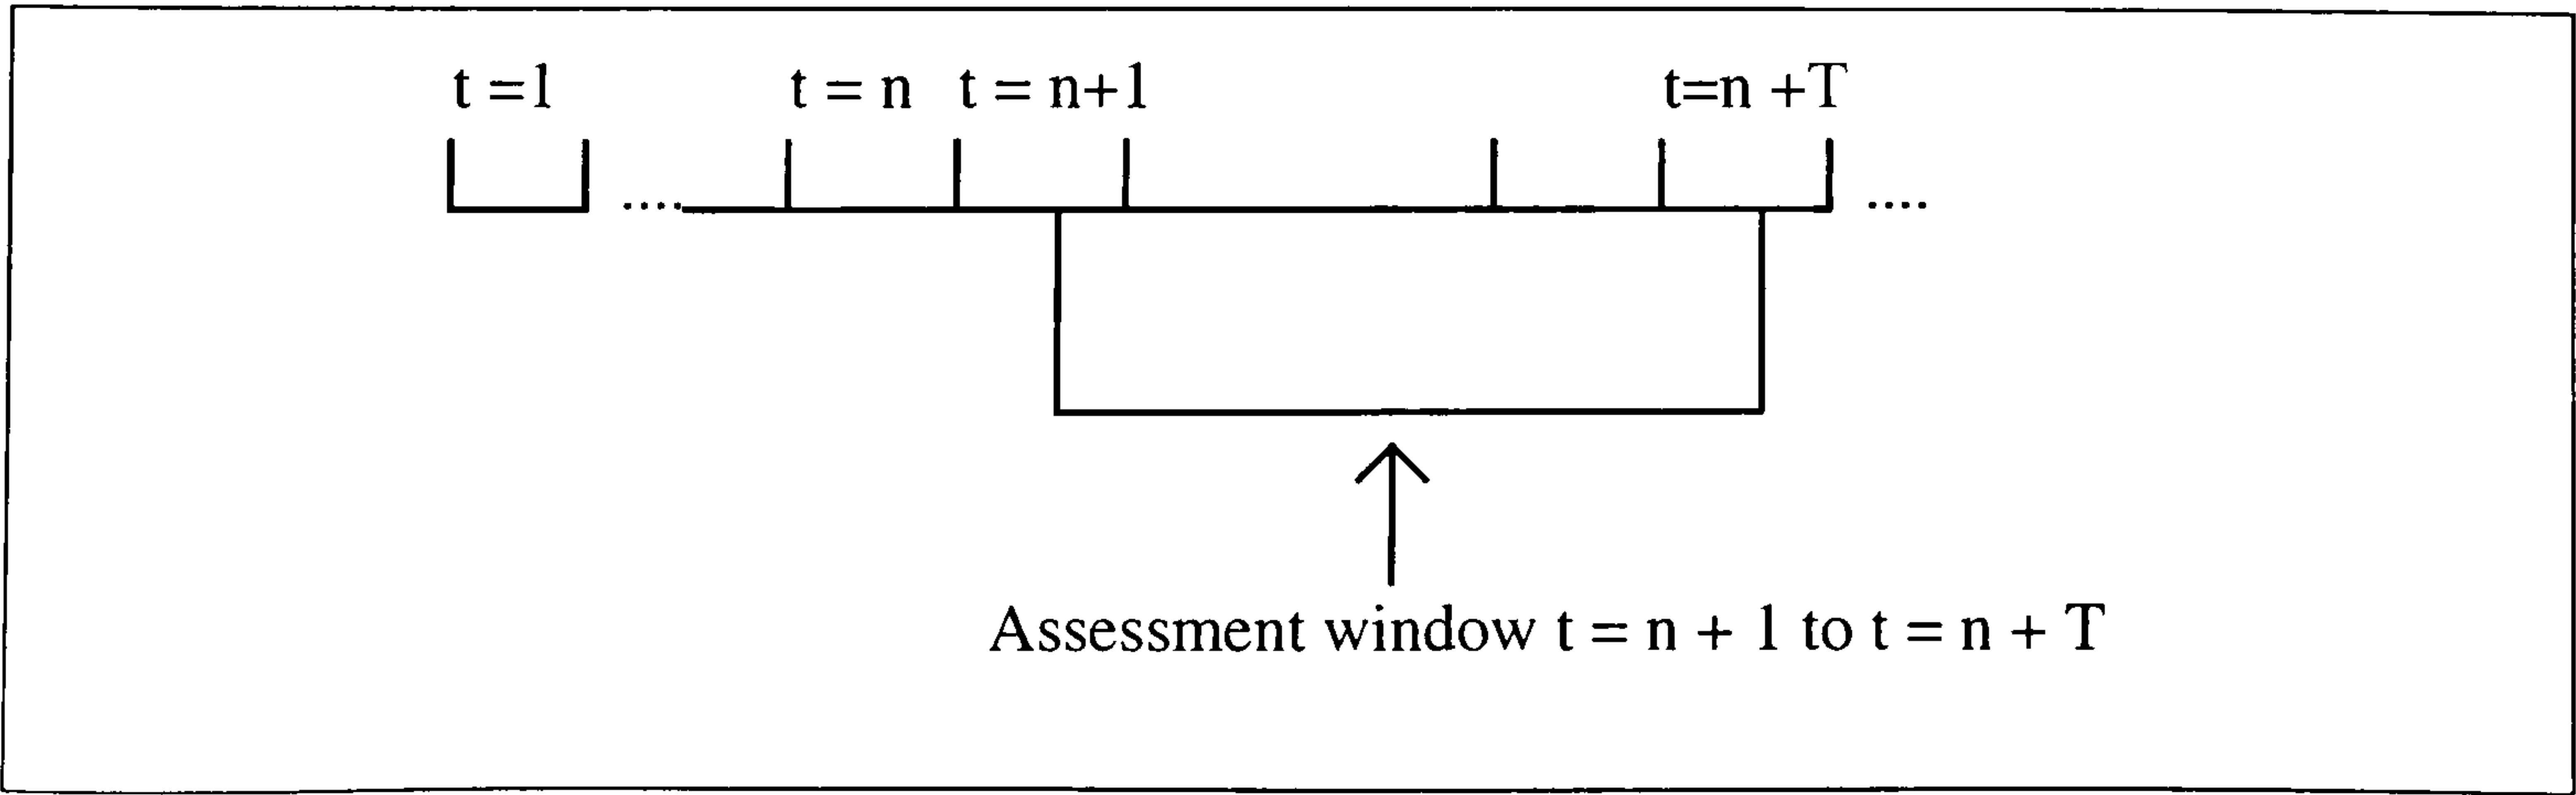 t =1 t = n t = n+1 t=n +T
.... ....
Assessment window t = n + 1 to t = n + T